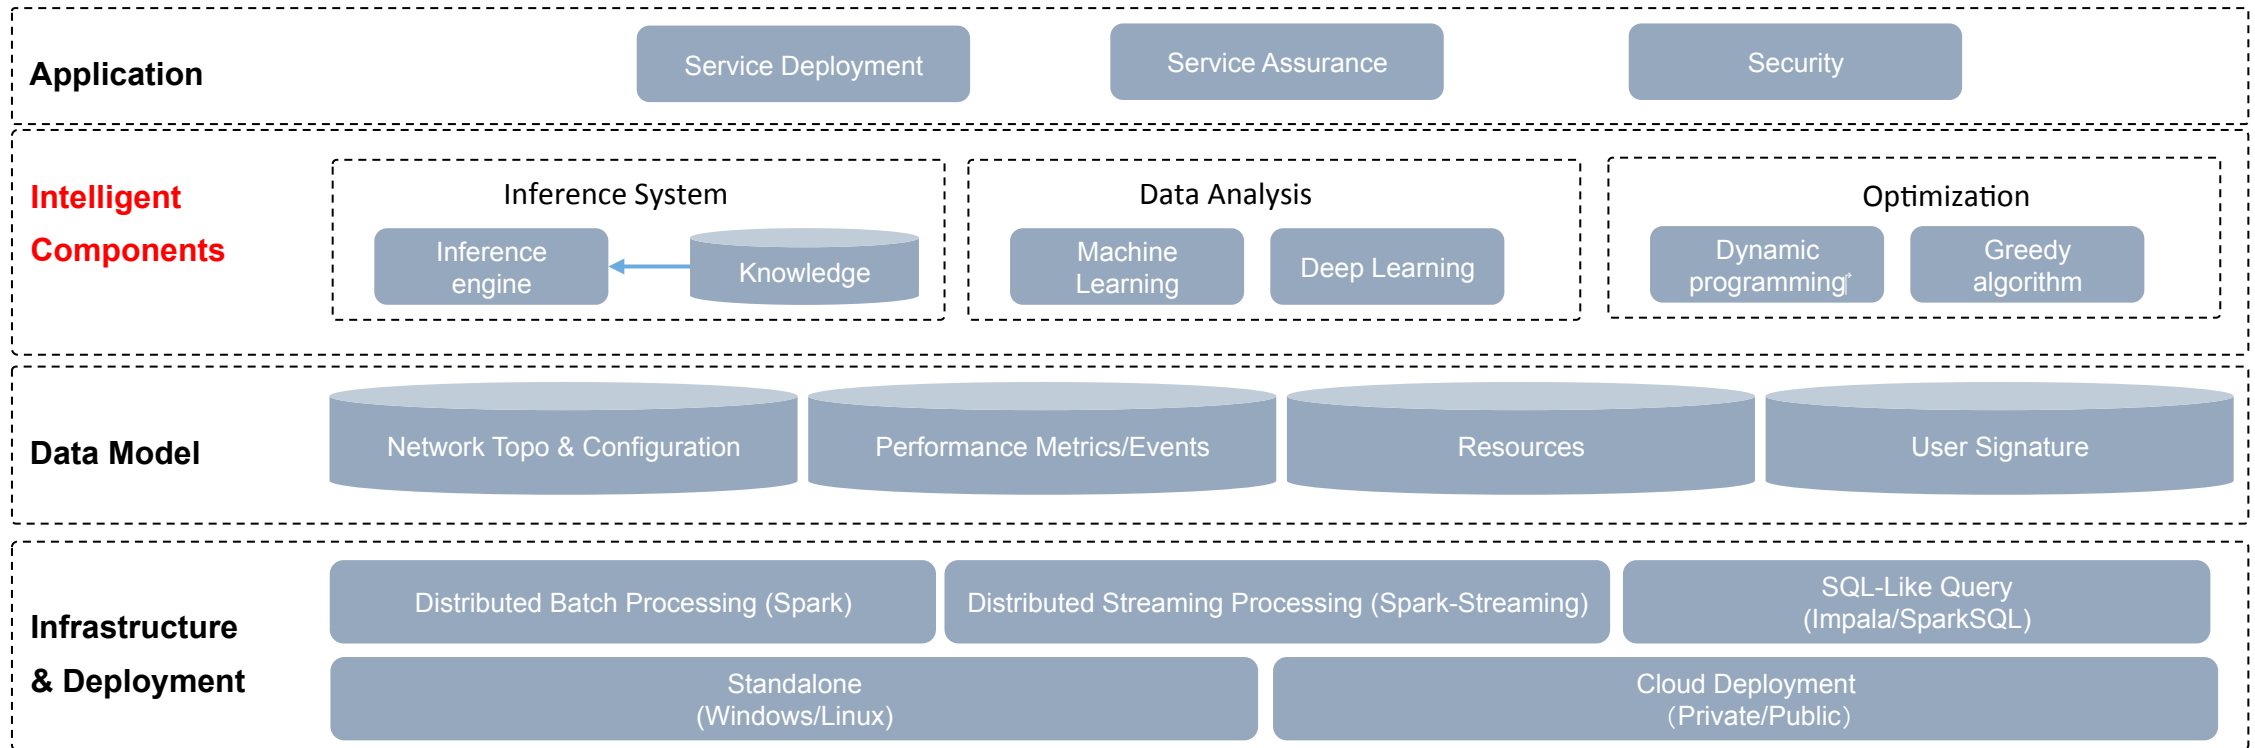 Application
Service Deployment
Service Assurance
Security
Intelligent
Components
Inference System
Inference
engine
Knowledge
Data Analysis
Machine
Learning
Deep Learning
Optimization
Dynamic
programming
Greedy
algorithm
Data Model
Network Topo & Configuration
Performance Metrics/Events
Resources
User Signature
Infrastructure
& Deployment
Distributed Batch Processing (Spark)
Distributed Streaming Processing (Spark-Streaming)
SQL-Like Query
(Impala/SparkSQL)
Standalone
(Windows/Linux)
Cloud Deployment
（Private/Public）